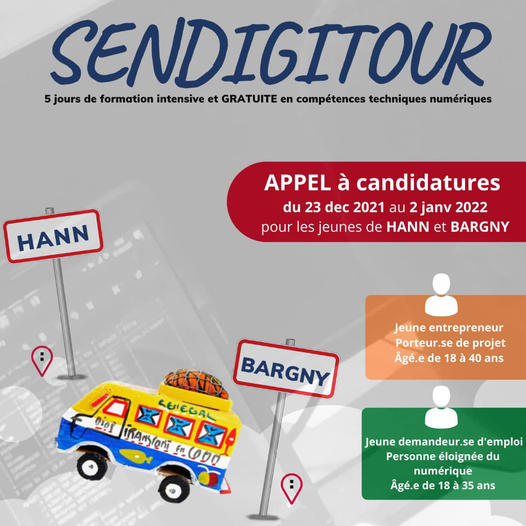 SENDIGITOUR
5 jours de formation intensive et GRATUITE en compétences techniques numériques
APPEL à candidatures
du 23 dec 2021 au 2 janv 2022
pour les jeunes de HANN et BARGNY
HANN
Jeune entrepreneur
Porteur.se de projet
Âgé.e de 18 à 40 ans
BARGNY
Jeune demandeur.se d'emploi
Personne éloignée du
numérique
Âgé.e de 18 à 35 ans